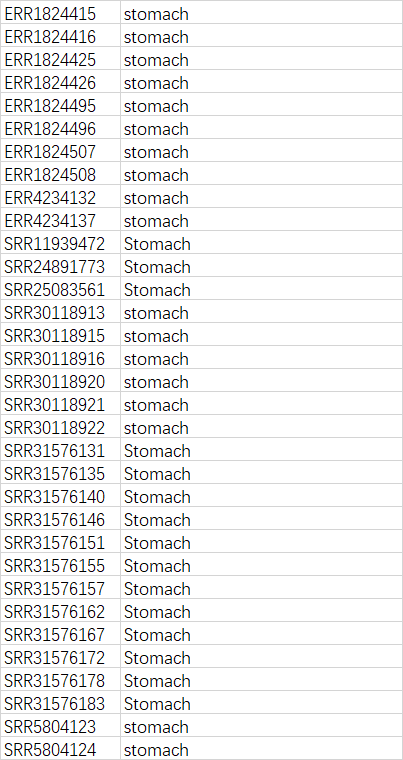 ERR1824415 stomach
ERR1824416 stomach
ERR1824425 stomach
ERR1824426 stomach
ERR1824495 stomach
ERR1824496 stomach
ERR1824507 stomach
ERR1824508 stomach
ERR4234132 stomach
ERR4234137 stomach
SRR11939472 Stomach
SRR24891773 Stomach
SRR25083561 Stomach
SRR30118913 stomach
SRR30118915 stomach
SRR30118916 stomach
SRR30118920 stomach
SRR30118921 stomach
SRR30118922 stomach
SRR31576131 Stomach
SRR31576135 Stomach
SRR31576140 Stomach
SRR31576146 Stomach
SRR31576151 Stomach
SRR31576155 Stomach
SRR31576157 Stomach
SRR31576162 Stomach
SRR31576167 Stomach
SRR31576172 Stomach
SRR31576178 Stomach
SRR31576183 Stomach
SRR5804123 stomach
SRR5804124 stomach